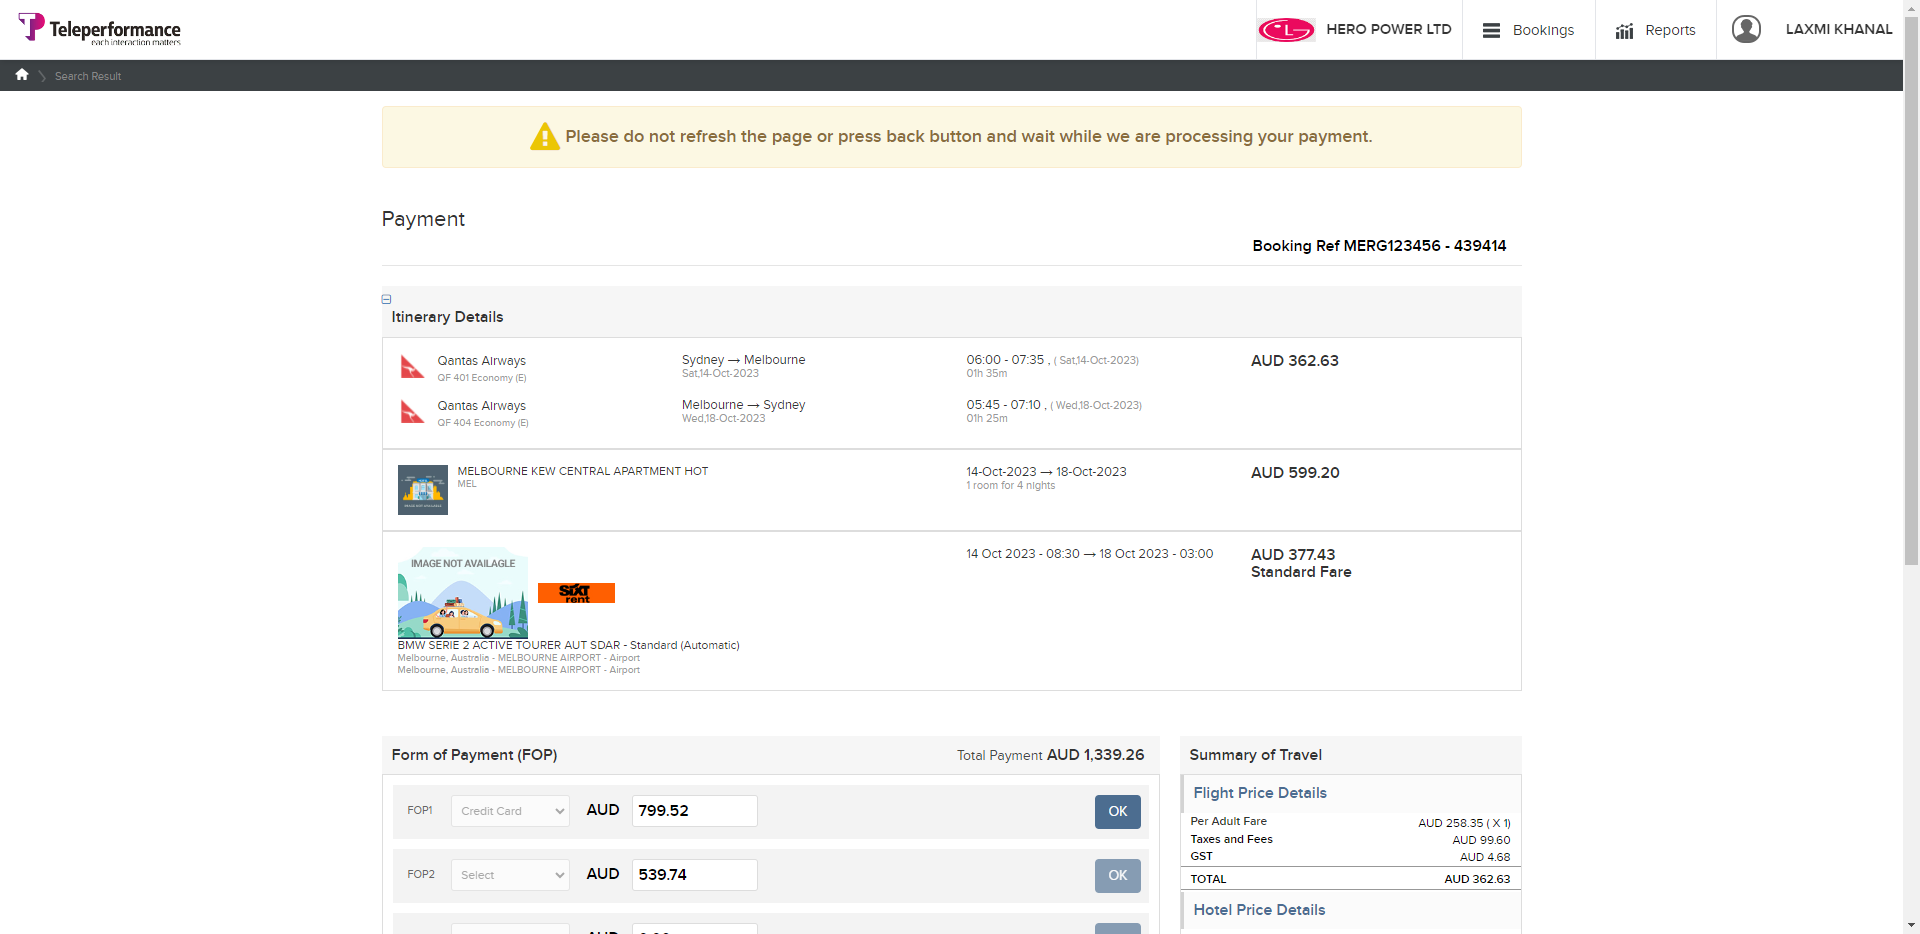 Teleperformance
each interaction matters
HERO POWER LTD
Bookings
Reports
LAXMI KHANAL
Search Result
Please do not refresh the page or press back button and wait while we are processing your payment.
Payment
Booking Ref MERG123456 - 439414
Itinerary Details
Qantas Airways
QF 401 Economy (E)
Sydney → Melbourne
Sat,14-Oct-2023
06:00 - 07:35 , ( Sat,14-Oct-2023)
01h 35m
AUD 362.63
Qantas Airways
QF 404 Economy (E)
Melbourne → Sydney
Wed,18-Oct-2023
05:45 - 07:10 , ( Wed,18-Oct-2023)
01h 25m
MELBOURNE KEW CENTRAL APARTMENT HOT
MEL
14-Oct-2023 → 18-Oct-2023
1 room for 4 nights
AUD 599.20
IMAGE NOT AVAILAGLE
SIXT
rent
14 Oct 2023 - 08:30 → 18 Oct 2023 - 03:00
AUD 377.43
Standard Fare
BMW SERIE 2 ACTIVE TOURER AUT SDAR - Standard (Automatic)
Melbourne, Australia - MELBOURNE AIRPORT - Airport
Melbourne, Australia - MELBOURNE AIRPORT - Airport
Form of Payment (FOP)
Total Payment AUD 1,339.26
FOP1
Credit Card
AUD
799.52
OK
FOP2
Select
AUD
539.74
OK
Summary of Travel
Flight Price Details
Per Adult Fare AUD 258.35 ( X 1)
Taxes and Fees AUD 99.60
GST AUD 4.68
TOTAL AUD 362.63
Hotel Price Details